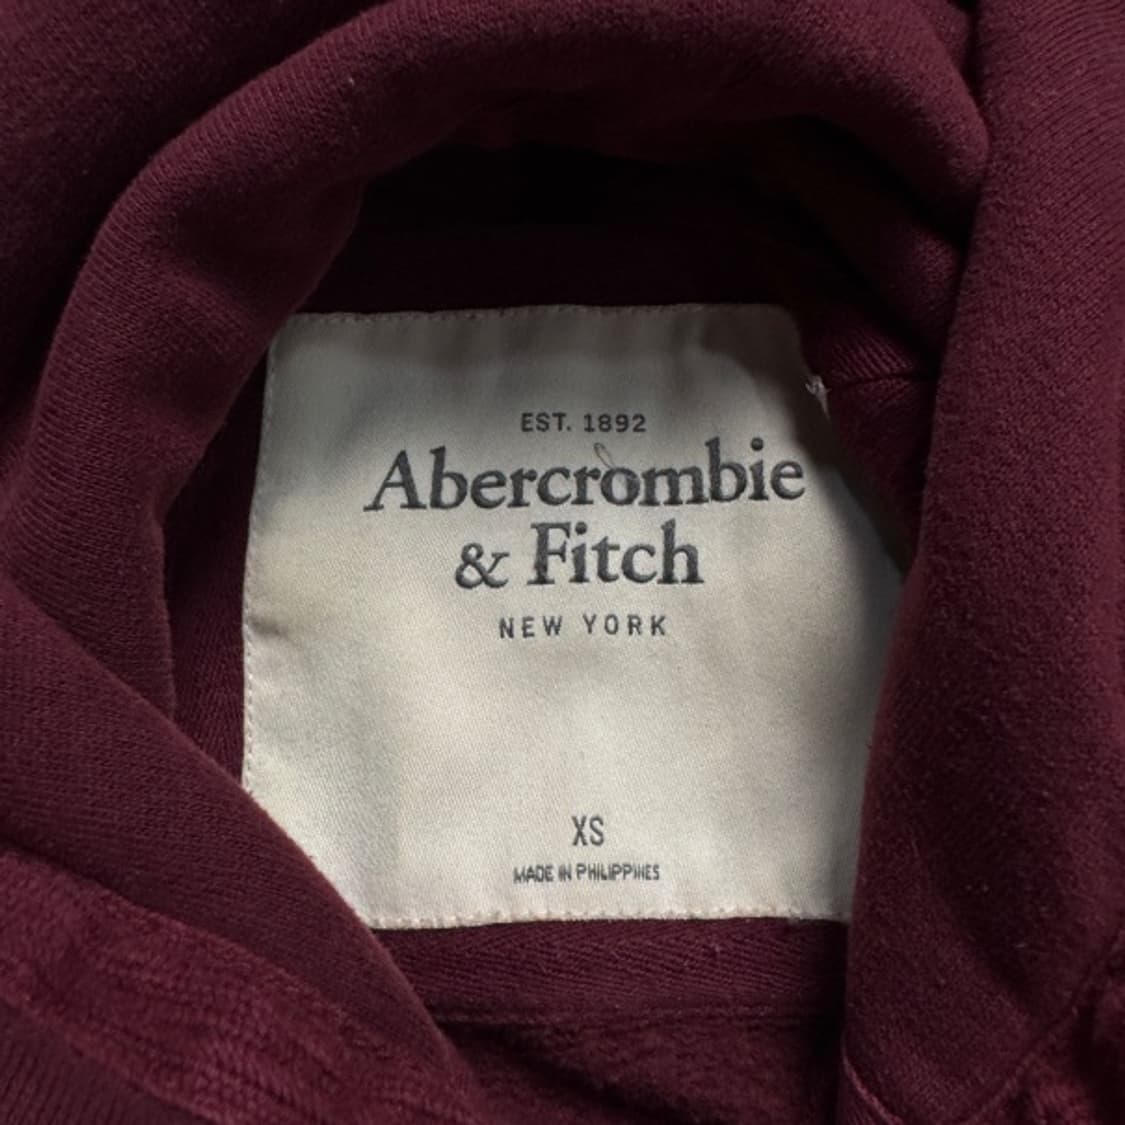 EST. 1892
Abercrombie
& Fitch
NEW YORK
XS
MADE IN PHILIPPINES